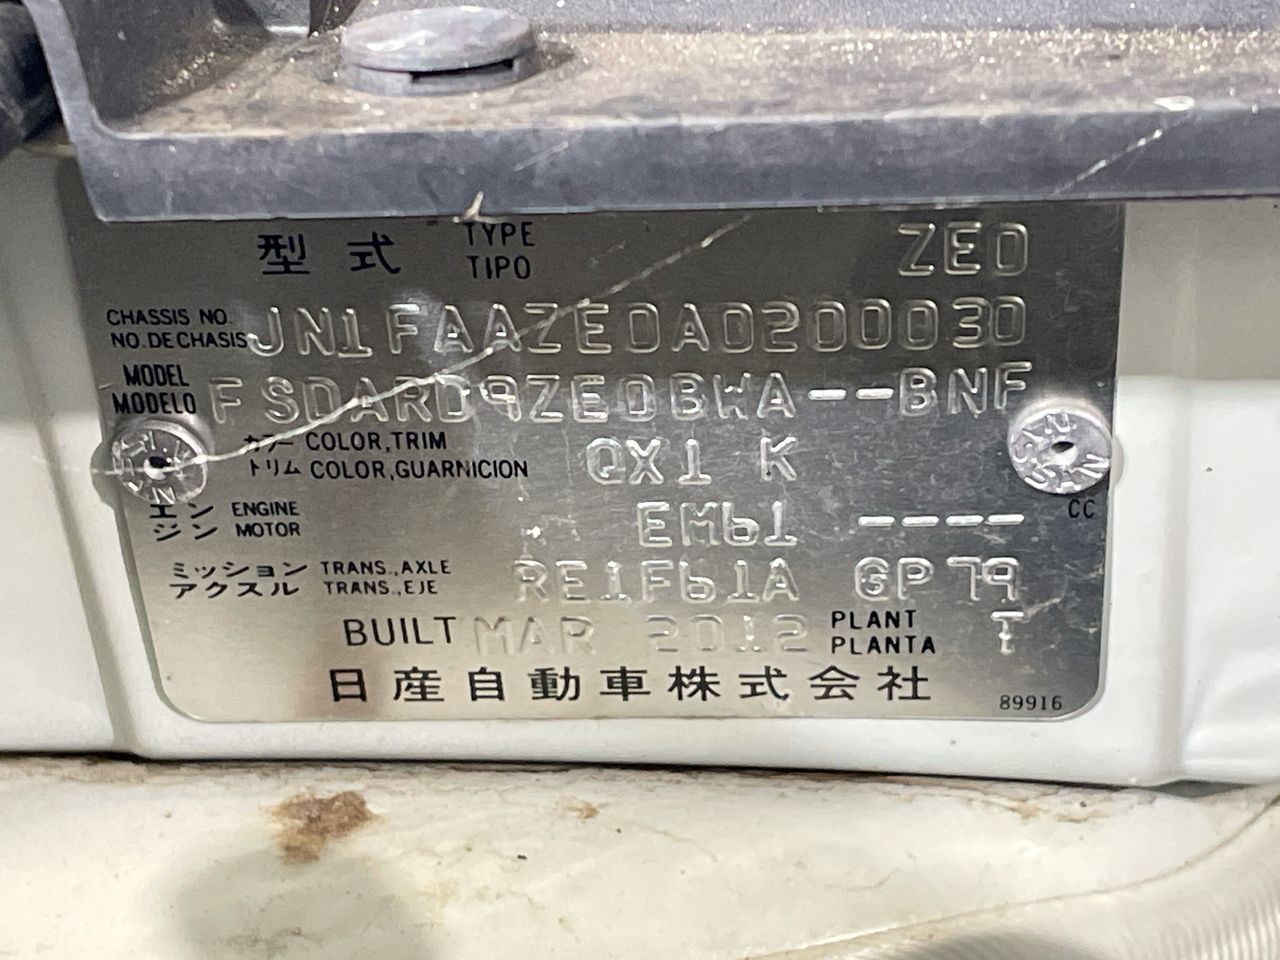 型式 TYPE ZE0
TIPO
CHASSIS NO. JN1FAAZE0A0200030
NO. DE CHASIS
MODEL FSDARD9ZE0BWA--BNF
MODELO
カラー COLOR, TRIM QX1 K
トリム COLOR, GUARNICION
エンジン ENGINE EM61 ---- CC
MOTOR
ミッション TRANS., AXLE RE1F61A GP79
アクスル TRANS., EJE
BUILT MAR 2012 PLANT T
PLANTA
日産自動車株式会社
89916